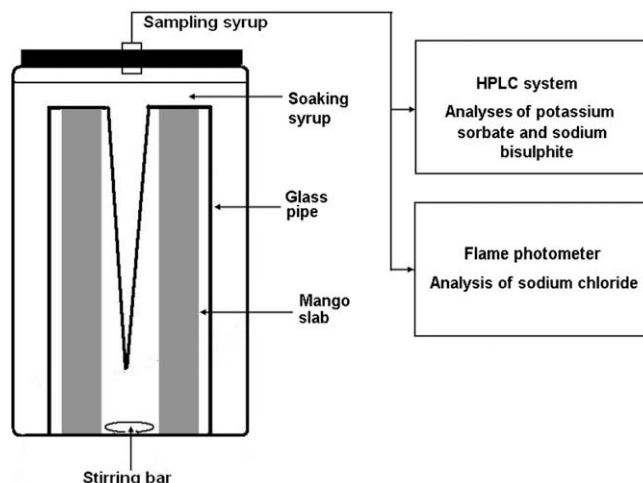 Sampling syrup
Soaking
syrup
Glass
pipe
Mango
slab
Stirring bar
HPLC system
Analyses of potassium
sorbate and sodium
bisulphite
Flame photometer
Analysis of sodium chloride